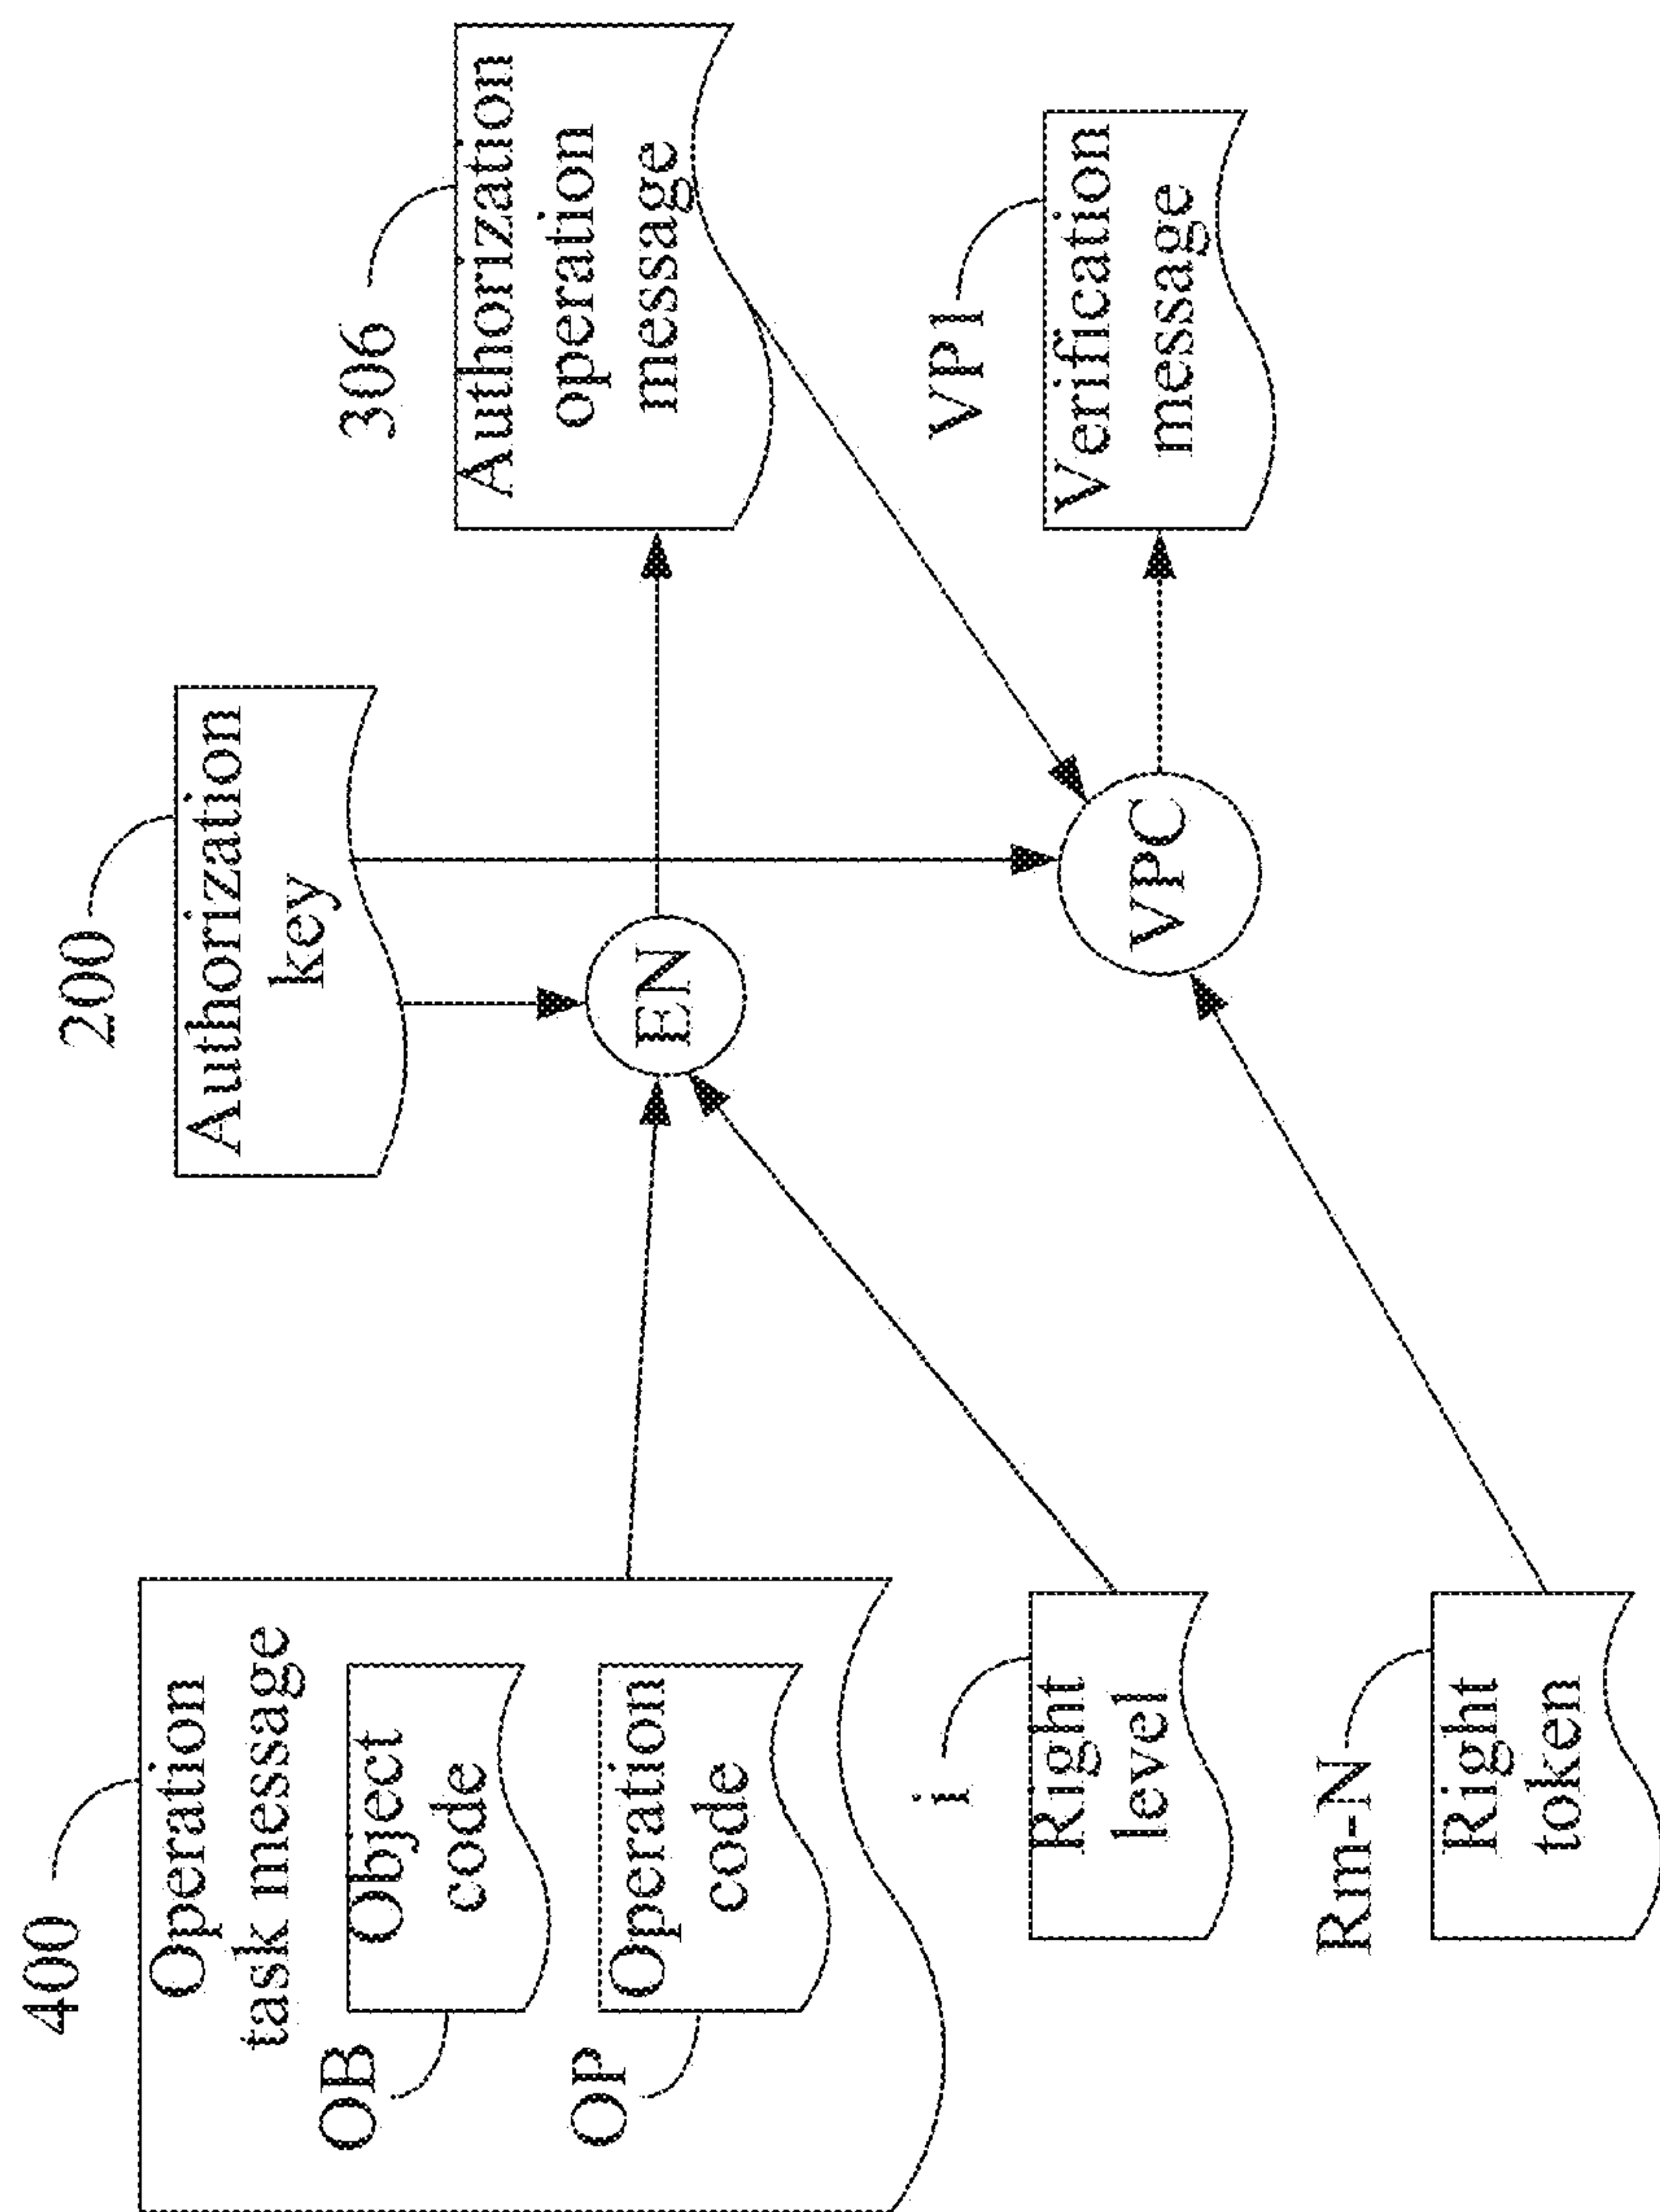 400
Operation
task message
OB
Object
code
OP
Operation
code
i
Right
level
Rm-N
Right
token
200
Authorization
key
EN
VPC
306
Authorization
operation
message
VP1
Verification
message